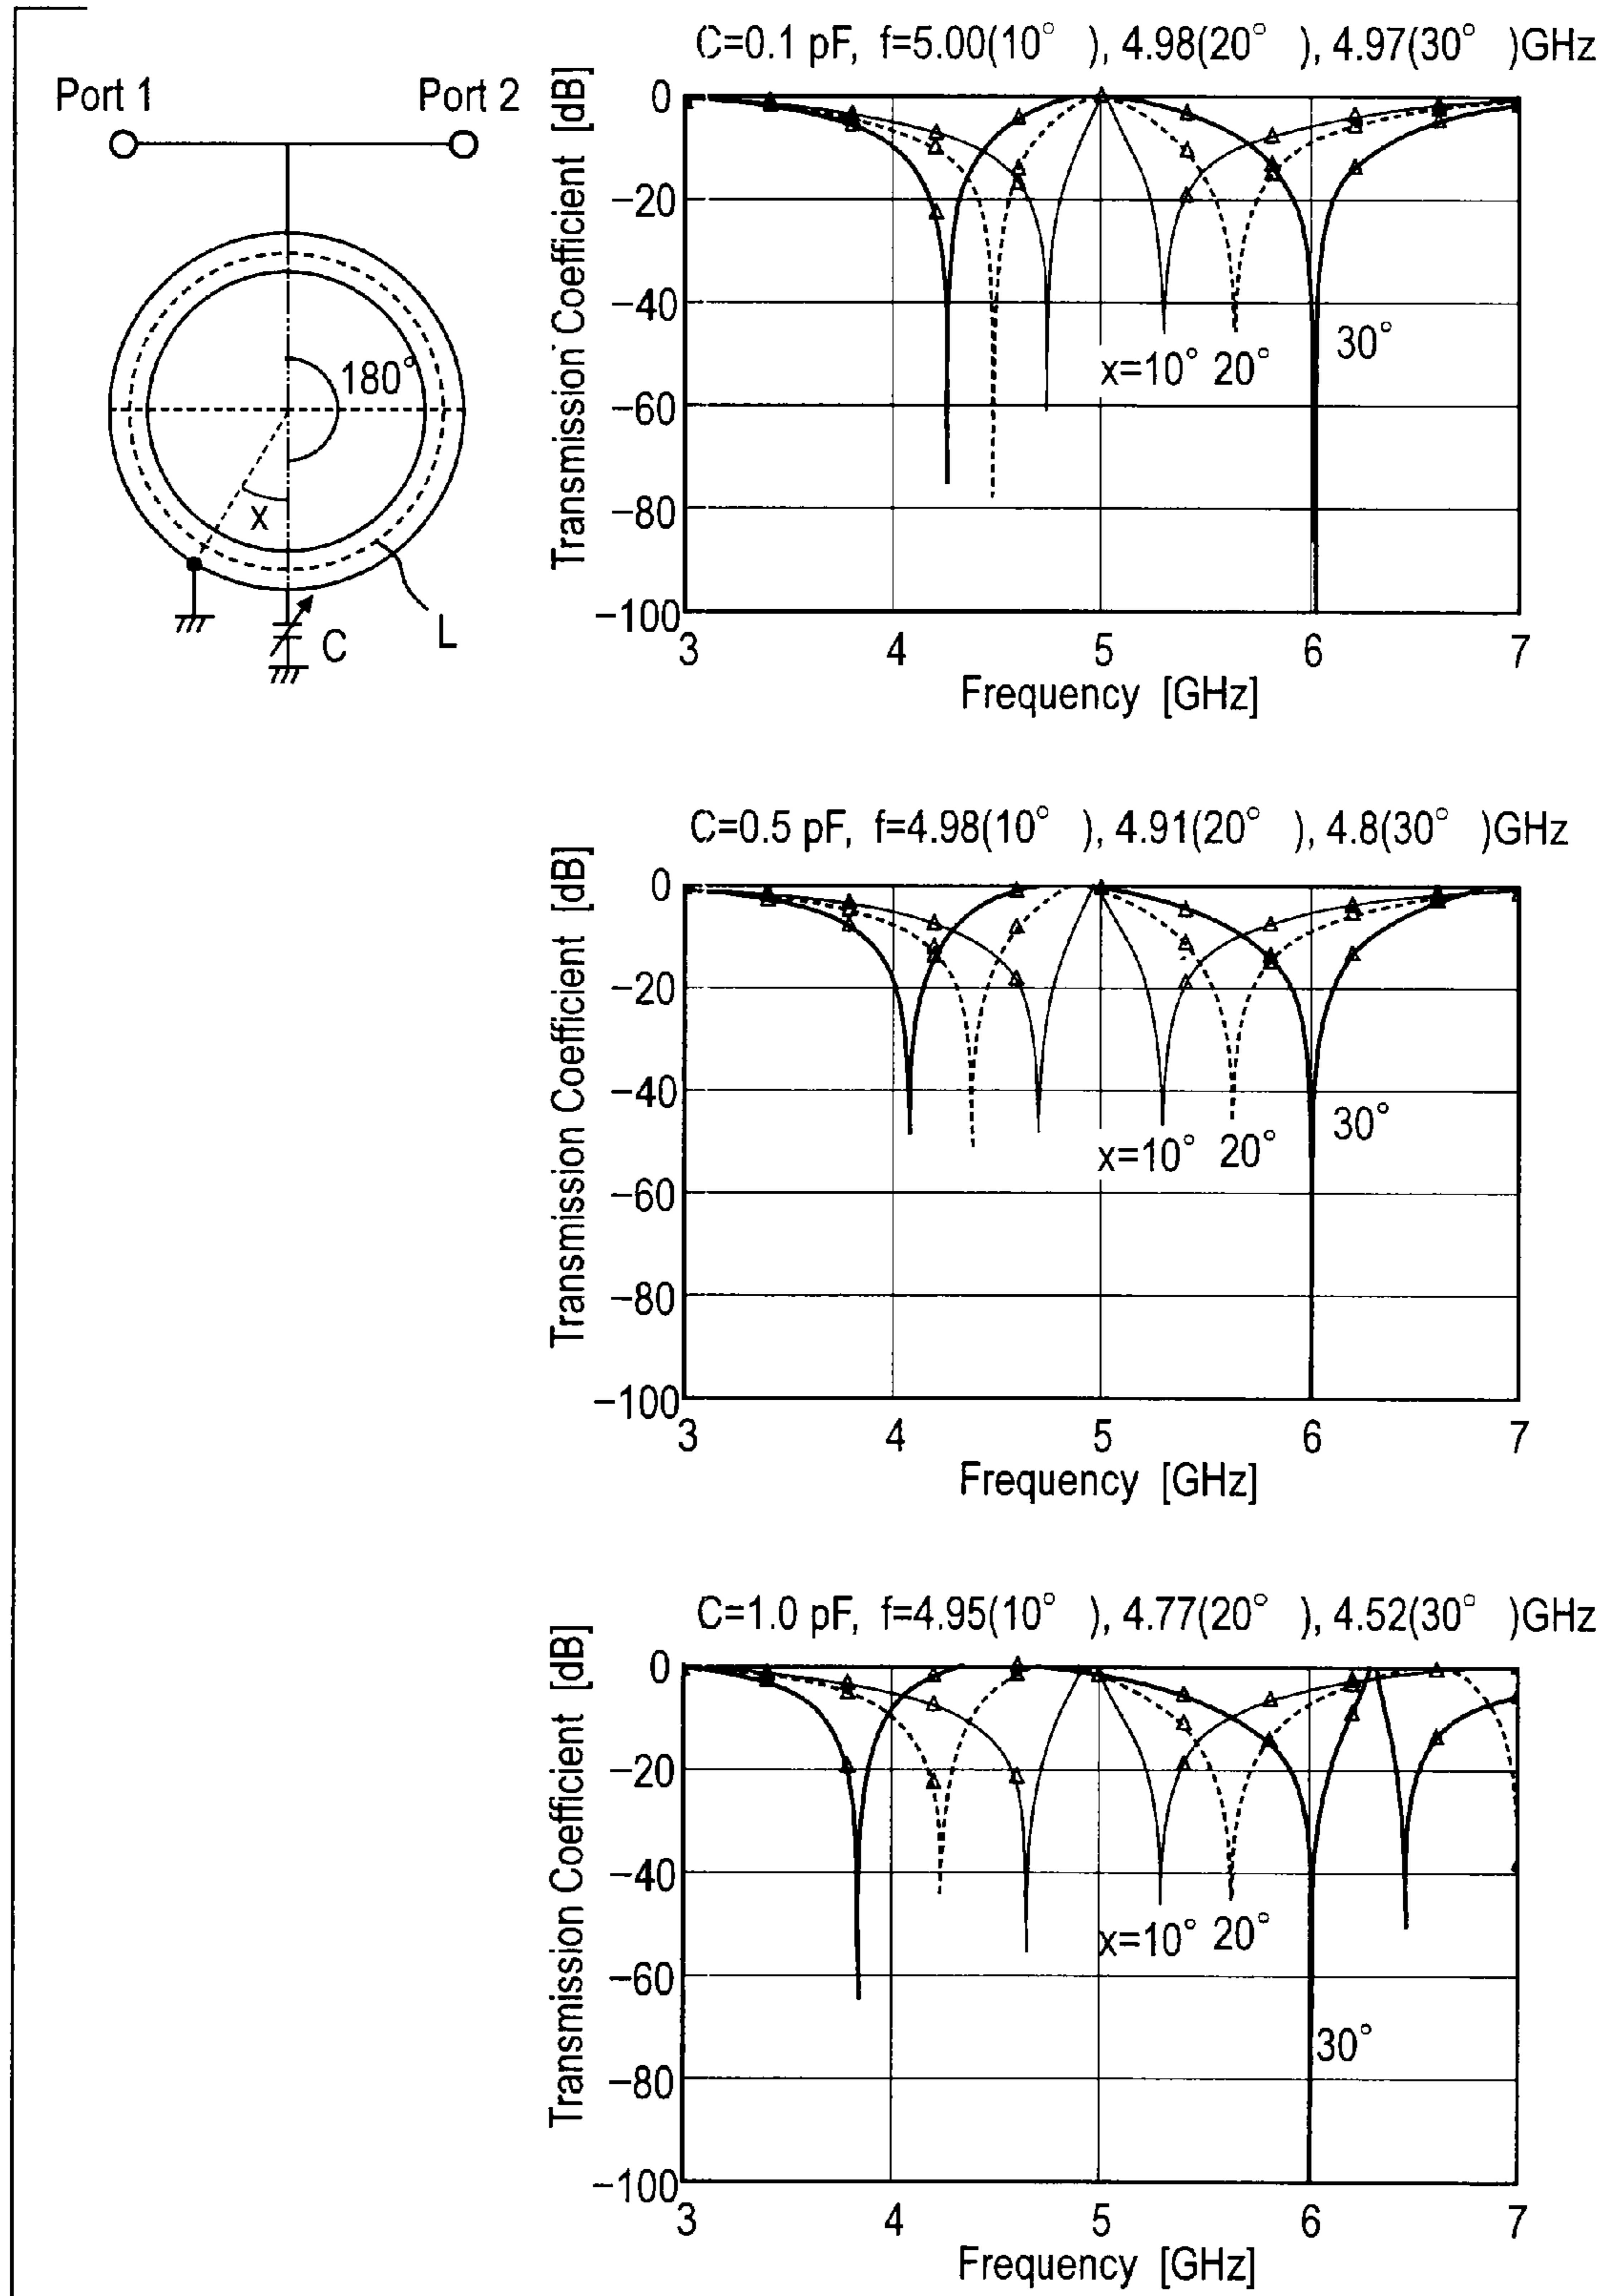 Port 1
Port 2
180°
X
C
L
C=0.1 pF, f=5.00(10° ), 4.98(20° ), 4.97(30° )GHz
Transmission Coefficient [dB]
0
−20
−40
−60
−80
−100
x=10° 20°
30°
3 4 5 6 7
Frequency [GHz]
C=0.5 pF, f=4.98(10° ), 4.91(20° ), 4.8(30° )GHz
Transmission Coefficient [dB]
0
−20
−40
−60
−80
−100
x=10° 20°
30°
3 4 5 6 7
Frequency [GHz]
C=1.0 pF, f=4.95(10° ), 4.77(20° ), 4.52(30° )GHz
Transmission Coefficient [dB]
0
−20
−40
−60
−80
−100
x=10° 20°
30°
3 4 5 6 7
Frequency [GHz]